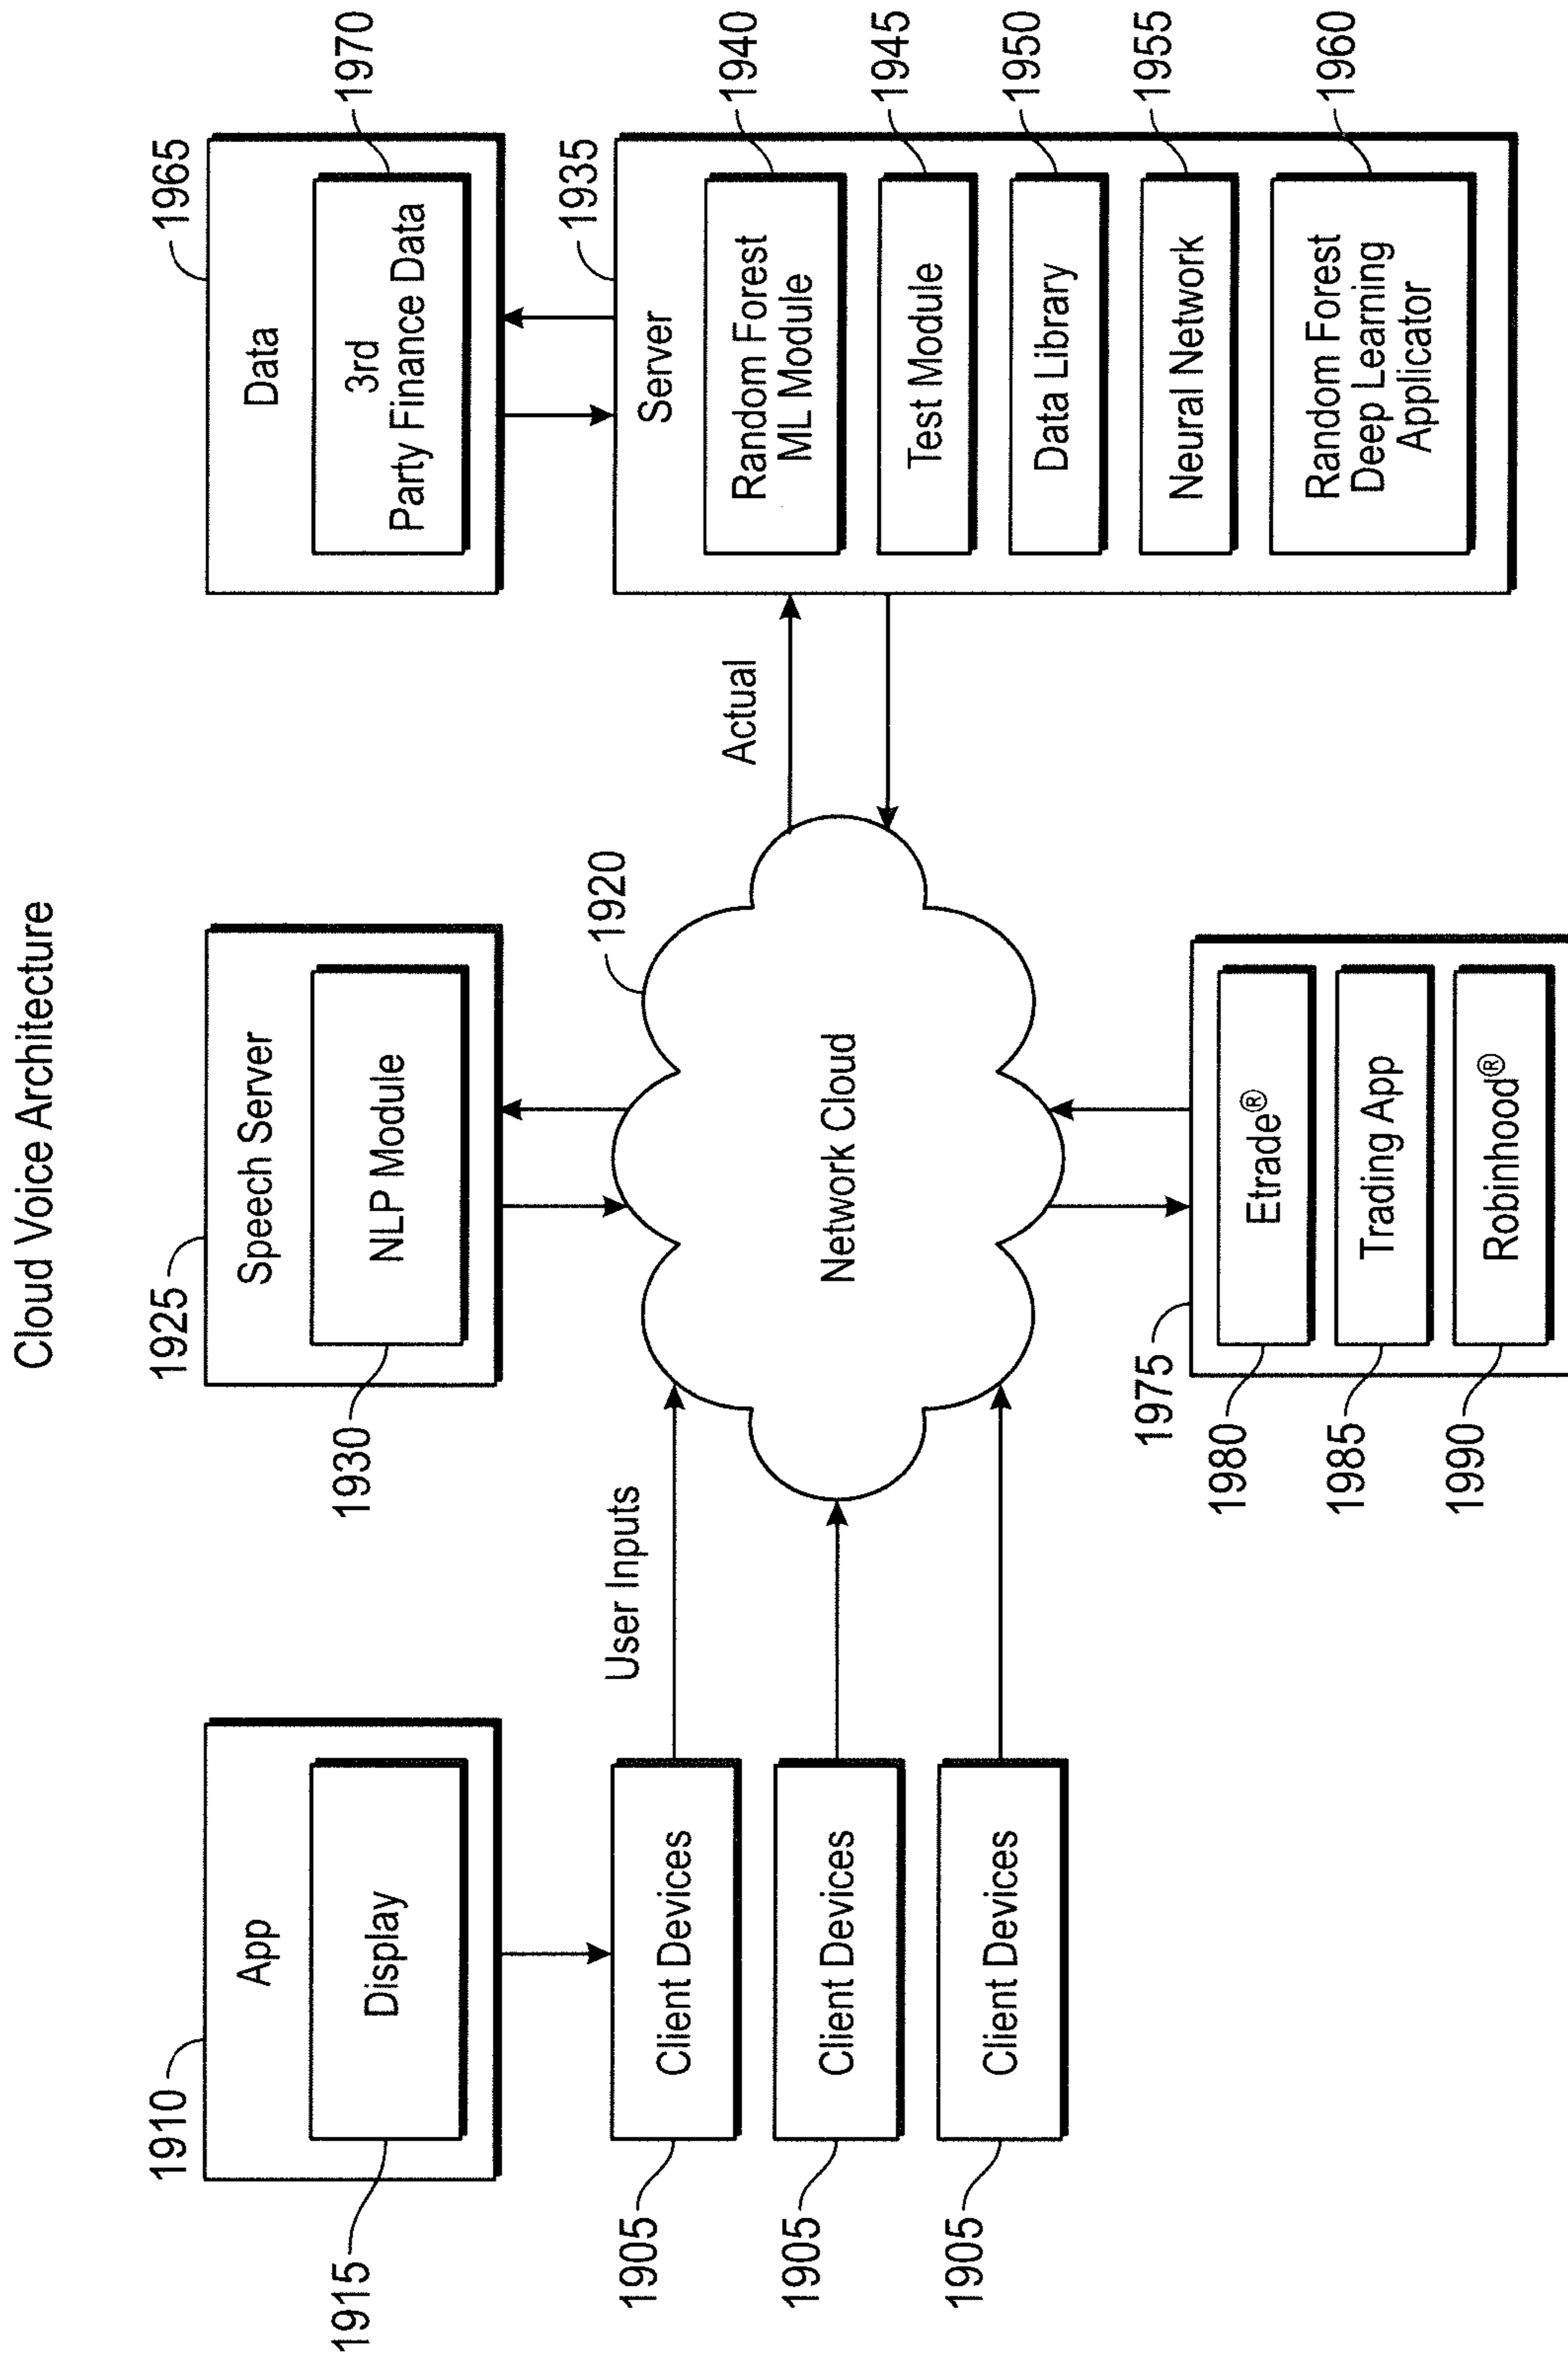 Cloud Voice Architecture
1910
App
1915
Display
1925
Speech Server
1930
NLP Module
1965
Data
1970
3rd
Party Finance Data
1905
Client Devices
1905
Client Devices
1905
Client Devices
User Inputs
1920
Network Cloud
Actual
1935
Server
1940
Random Forest
ML Module
1945
Test Module
1950
Data Library
1955
Neural Network
1960
Random Forest
Deep Learning
Applicator
1975
1980
Etrade®
1985
Trading App
1990
Robinhood®